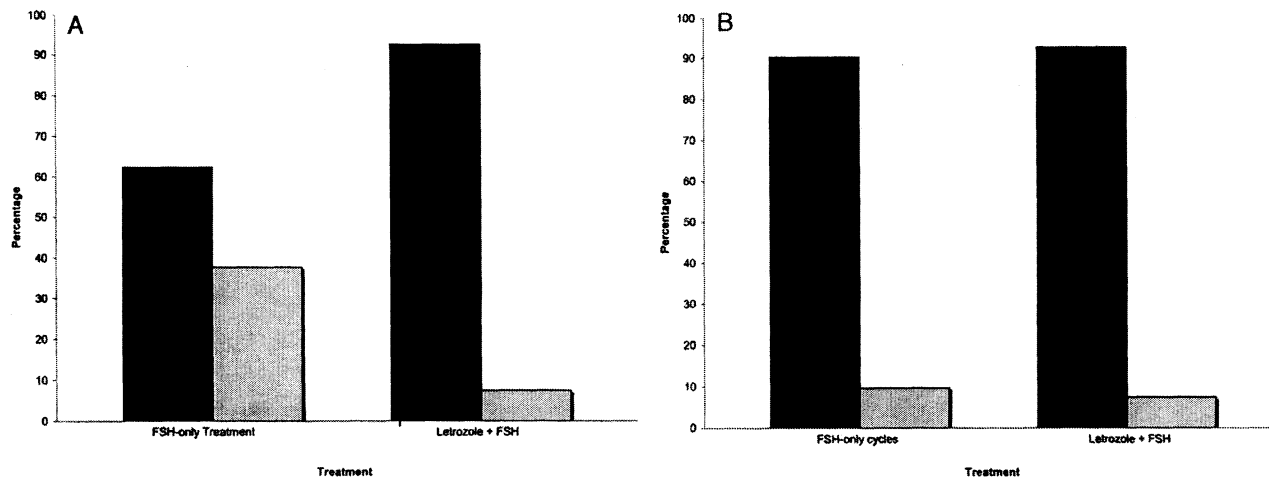 A
100
90
80
70
60
50
40
30
20
10
0
Percentage
FSH-only Treatment
Letrozole + FSH
Treatment
B
100
90
80
70
60
50
40
30
20
10
0
Percentage
FSH-only cycles
Letrozole + FSH
Treatment